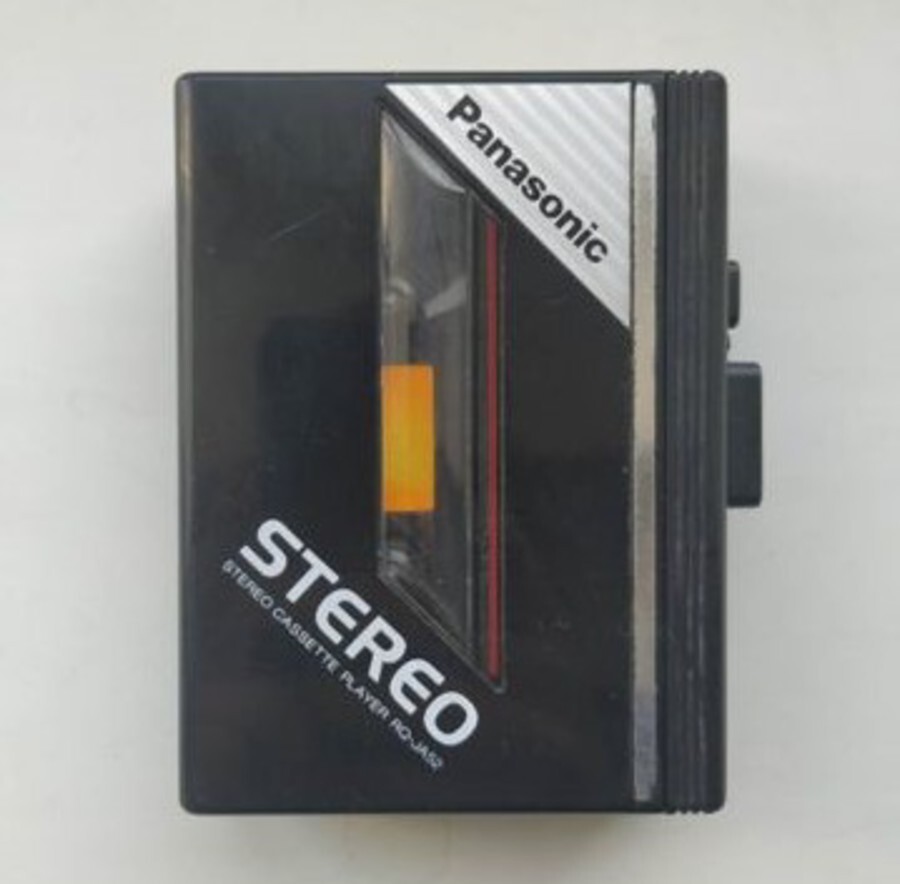 Panasonic
STEREO
STEREO CASSETTE PLAYER RQ-JA52